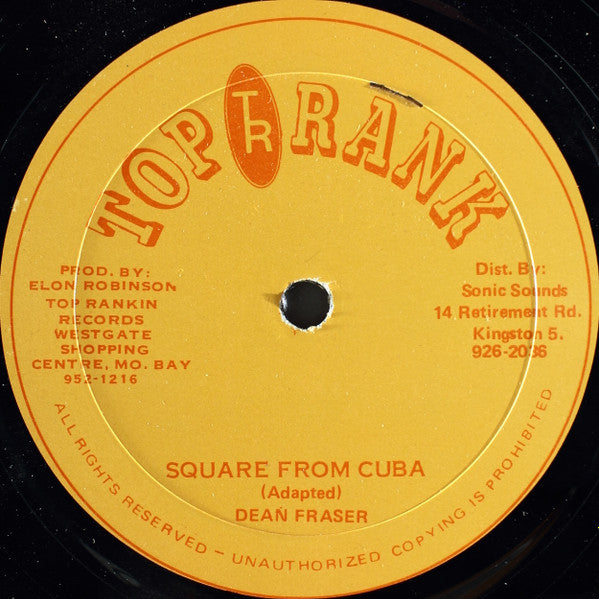 TOP TR RANK
PROD. BY:
ELON ROBINSON
TOP RANKIN
RECORDS
WESTGATE
SHOPPING
CENTRE, MO. BAY
952-1216
Dist. By:
Sonic Sounds
14 Retirement Rd.
Kingston 5.
926-2036
SQUARE FROM CUBA
(Adapted)
DEAN FRASER
ALL RIGHTS RESERVED – UNAUTHORIZED COPYING IS PROHIBITED